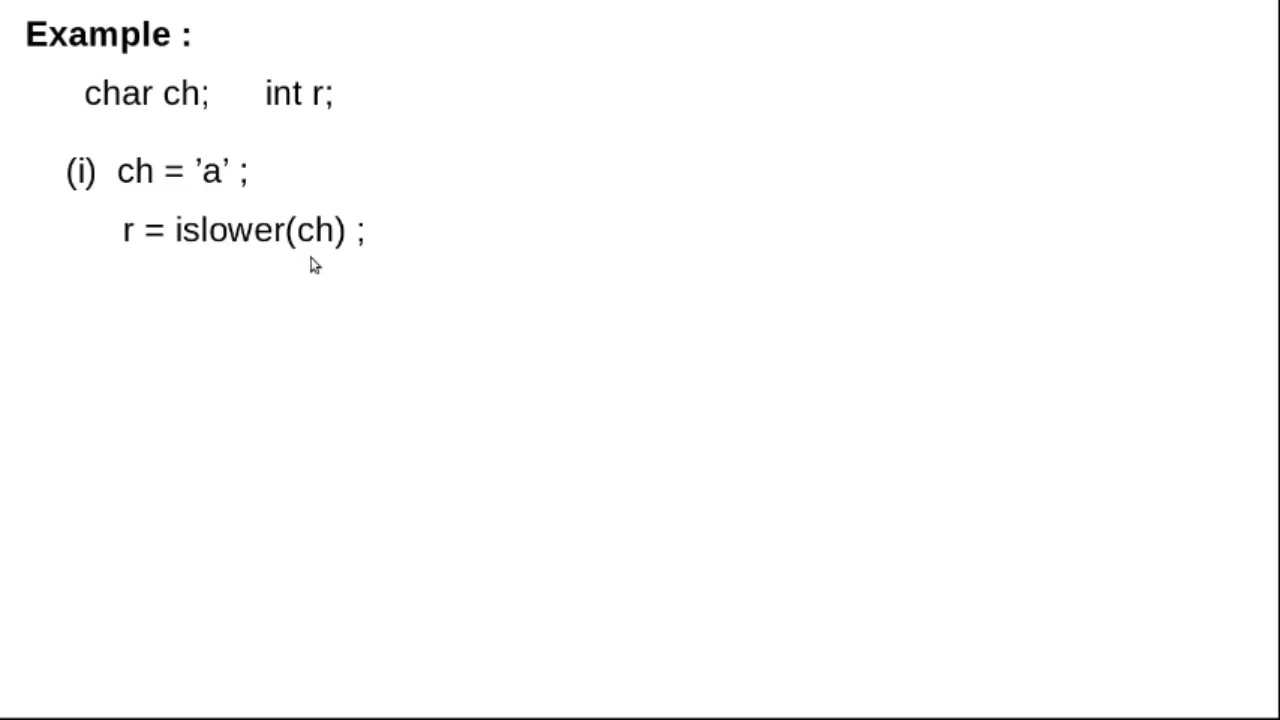 Example :
char ch; int r;
(i) ch = ’a’ ;
r = islower(ch) ;